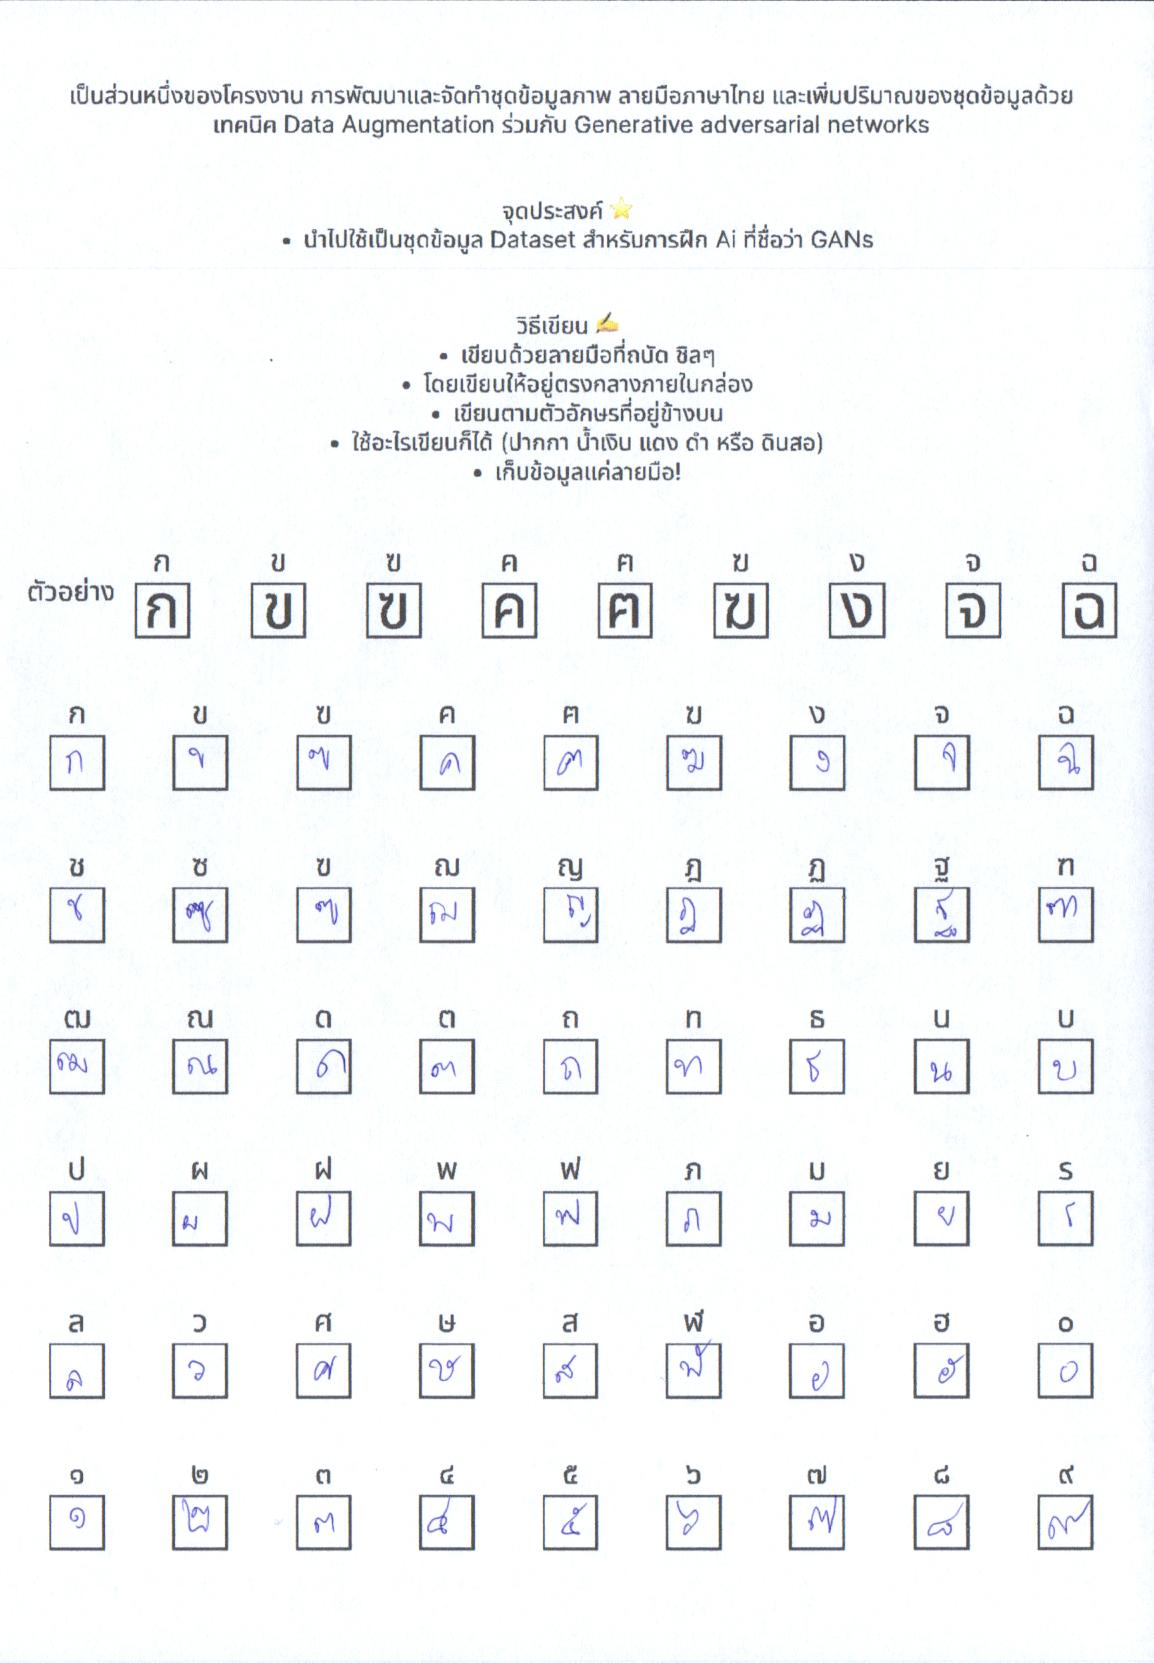 เป็นส่วนหนึ่งของโครงงาน การพัฒนาและจัดทำชุดข้อมูลภาพ ลายมือภาษาไทย และเพิ่มปริมาณของชุดข้อมูลด้วย
เทคนิค Data Augmentation ร่วมกับ Generative adversarial networks
จุดประสงค์ ⭐
• นำไปใช้เป็นชุดข้อมูล Dataset สำหรับการฝึก Ai ที่ชื่อว่า GANs
วิธีเขียน ✍
• เขียนด้วยลายมือที่ถนัด ชิลๆ
• โดยเขียนให้อยู่ตรงกลางภายในกล่อง
• เขียนตามตัวอักษรที่อยู่ข้างบน
• ใช้อะไรเขียนก็ได้ (ปากกา น้ำเงิน แดง ดำ หรือ ดินสอ)
• เก็บข้อมูลแค่ลายมือ!
ก ข ฃ ค ฅ ฆ ง จ ฉ
ตัวอย่าง ก ข ฃ ค ฅ ฆ ง จ ฉ
ก ข ฃ ค ฅ ฆ ง จ ฉ
ก ข ฃ ค ฅ ฆ ง จ ฉ
ช ซ ฃ ฌ ญ ฎ ฏ ฐ ฑ
ช ซ ฃ ฌ ญ ฎ ฏ ฐ ฑ
ฒ ณ ด ต ถ ท ธ น บ
ฒ ณ ด ต ถ ท ธ น บ
ป ผ ฝ พ ฟ ภ ม ย ร
ป ผ ฝ พ ฟ ภ ม ย ร
ล ว ศ ษ ส ฬ อ ฮ ๐
ล ว ศ ษ ส ฬ อ ฮ ๐
๑ ๒ ๓ ๔ ๕ ๖ ๗ ๘ ๙
๑ ๒ ๓ ๔ ๕ ๖ ๗ ๘ ๙